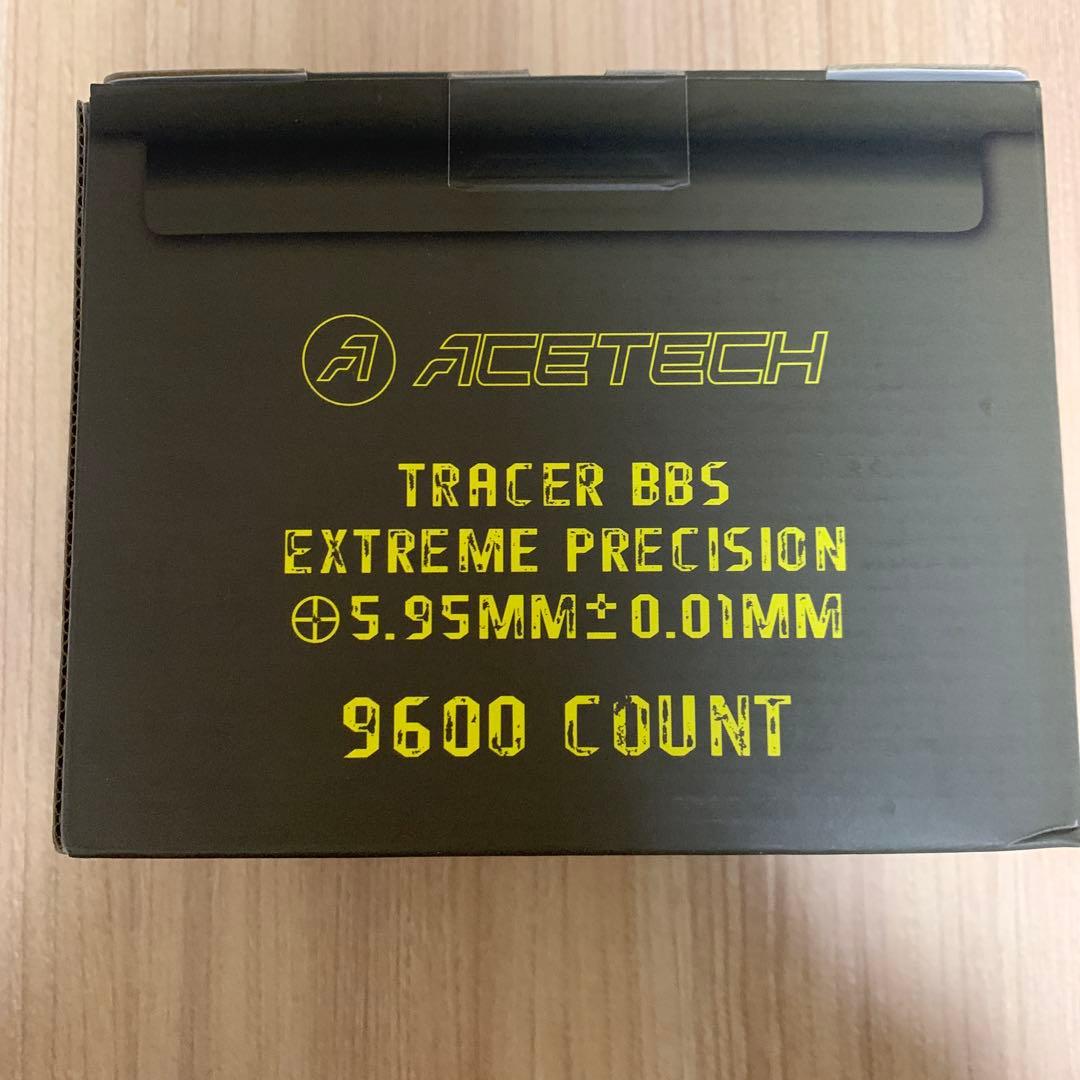 ACETECH
TRACER BBS
EXTREME PRECISION
⌖5.95MM±0.01MM
9600 COUNT